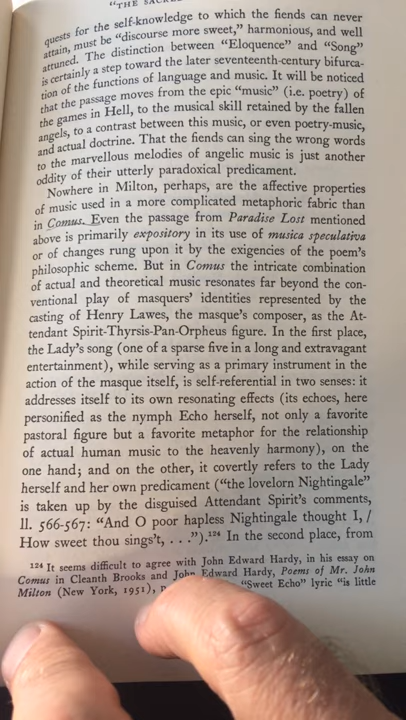 "THE SACRE
quests for the self-knowledge to which the fiends can never
attain, must be "discourse more sweet," harmonious, and well
attuned. The distinction between "Eloquence" and "Song"
is certainly a step toward the later seventeenth-century bifurca-
tion of the functions of language and music. It will be noticed
that the passage moves from the epic "music" (i.e. poetry) of
the games in Hell, to the musical skill retained by the fallen
angels, to a contrast between this music, or even poetry-music,
and actual doctrine. That the fiends can sing the wrong words
to the marvellous melodies of angelic music is just another
oddity of their utterly paradoxical predicament.
Nowhere in Milton, perhaps, are the affective properties
of music used in a more complicated metaphoric fabric than
in Comus. Even the passage from Paradise Lost mentioned
above is primarily expository in its use of musica speculativa
or of changes rung upon it by the exigencies of the poem's
philosophic scheme. But in Comus the intricate combination
of actual and theoretical music resonates far beyond the con-
ventional play of masquers' identities represented by the
casting of Henry Lawes, the masque's composer, as the At-
tendant Spirit-Thyrsis-Pan-Orpheus figure. In the first place,
the Lady's song (one of a sparse five in a long and extravagant
entertainment), while serving as a primary instrument in the
action of the masque itself, is self-referential in two senses: it
addresses itself to its own resonating effects (its echoes, here
personified as the nymph Echo herself, not only a favorite
pastoral figure but a favorite metaphor for the relationship
of actual human music to the heavenly harmony), on the
one hand; and on the other, it covertly refers to the Lady
herself and her own predicament ("the lovelorn Nightingale"
is taken up by the disguised Attendant Spirit's comments,
ll. 566-567: "And O poor hapless Nightingale thought I, /
How sweet thou sings't, . . .").¹²⁴ In the second place, from
¹²⁴ It seems difficult to agree with John Edward Hardy, in his essay on
Comus in Cleanth Brooks and John Edward Hardy, Poems of Mr. John
Milton (New York, 1951), "Sweet Echo" lyric "is little